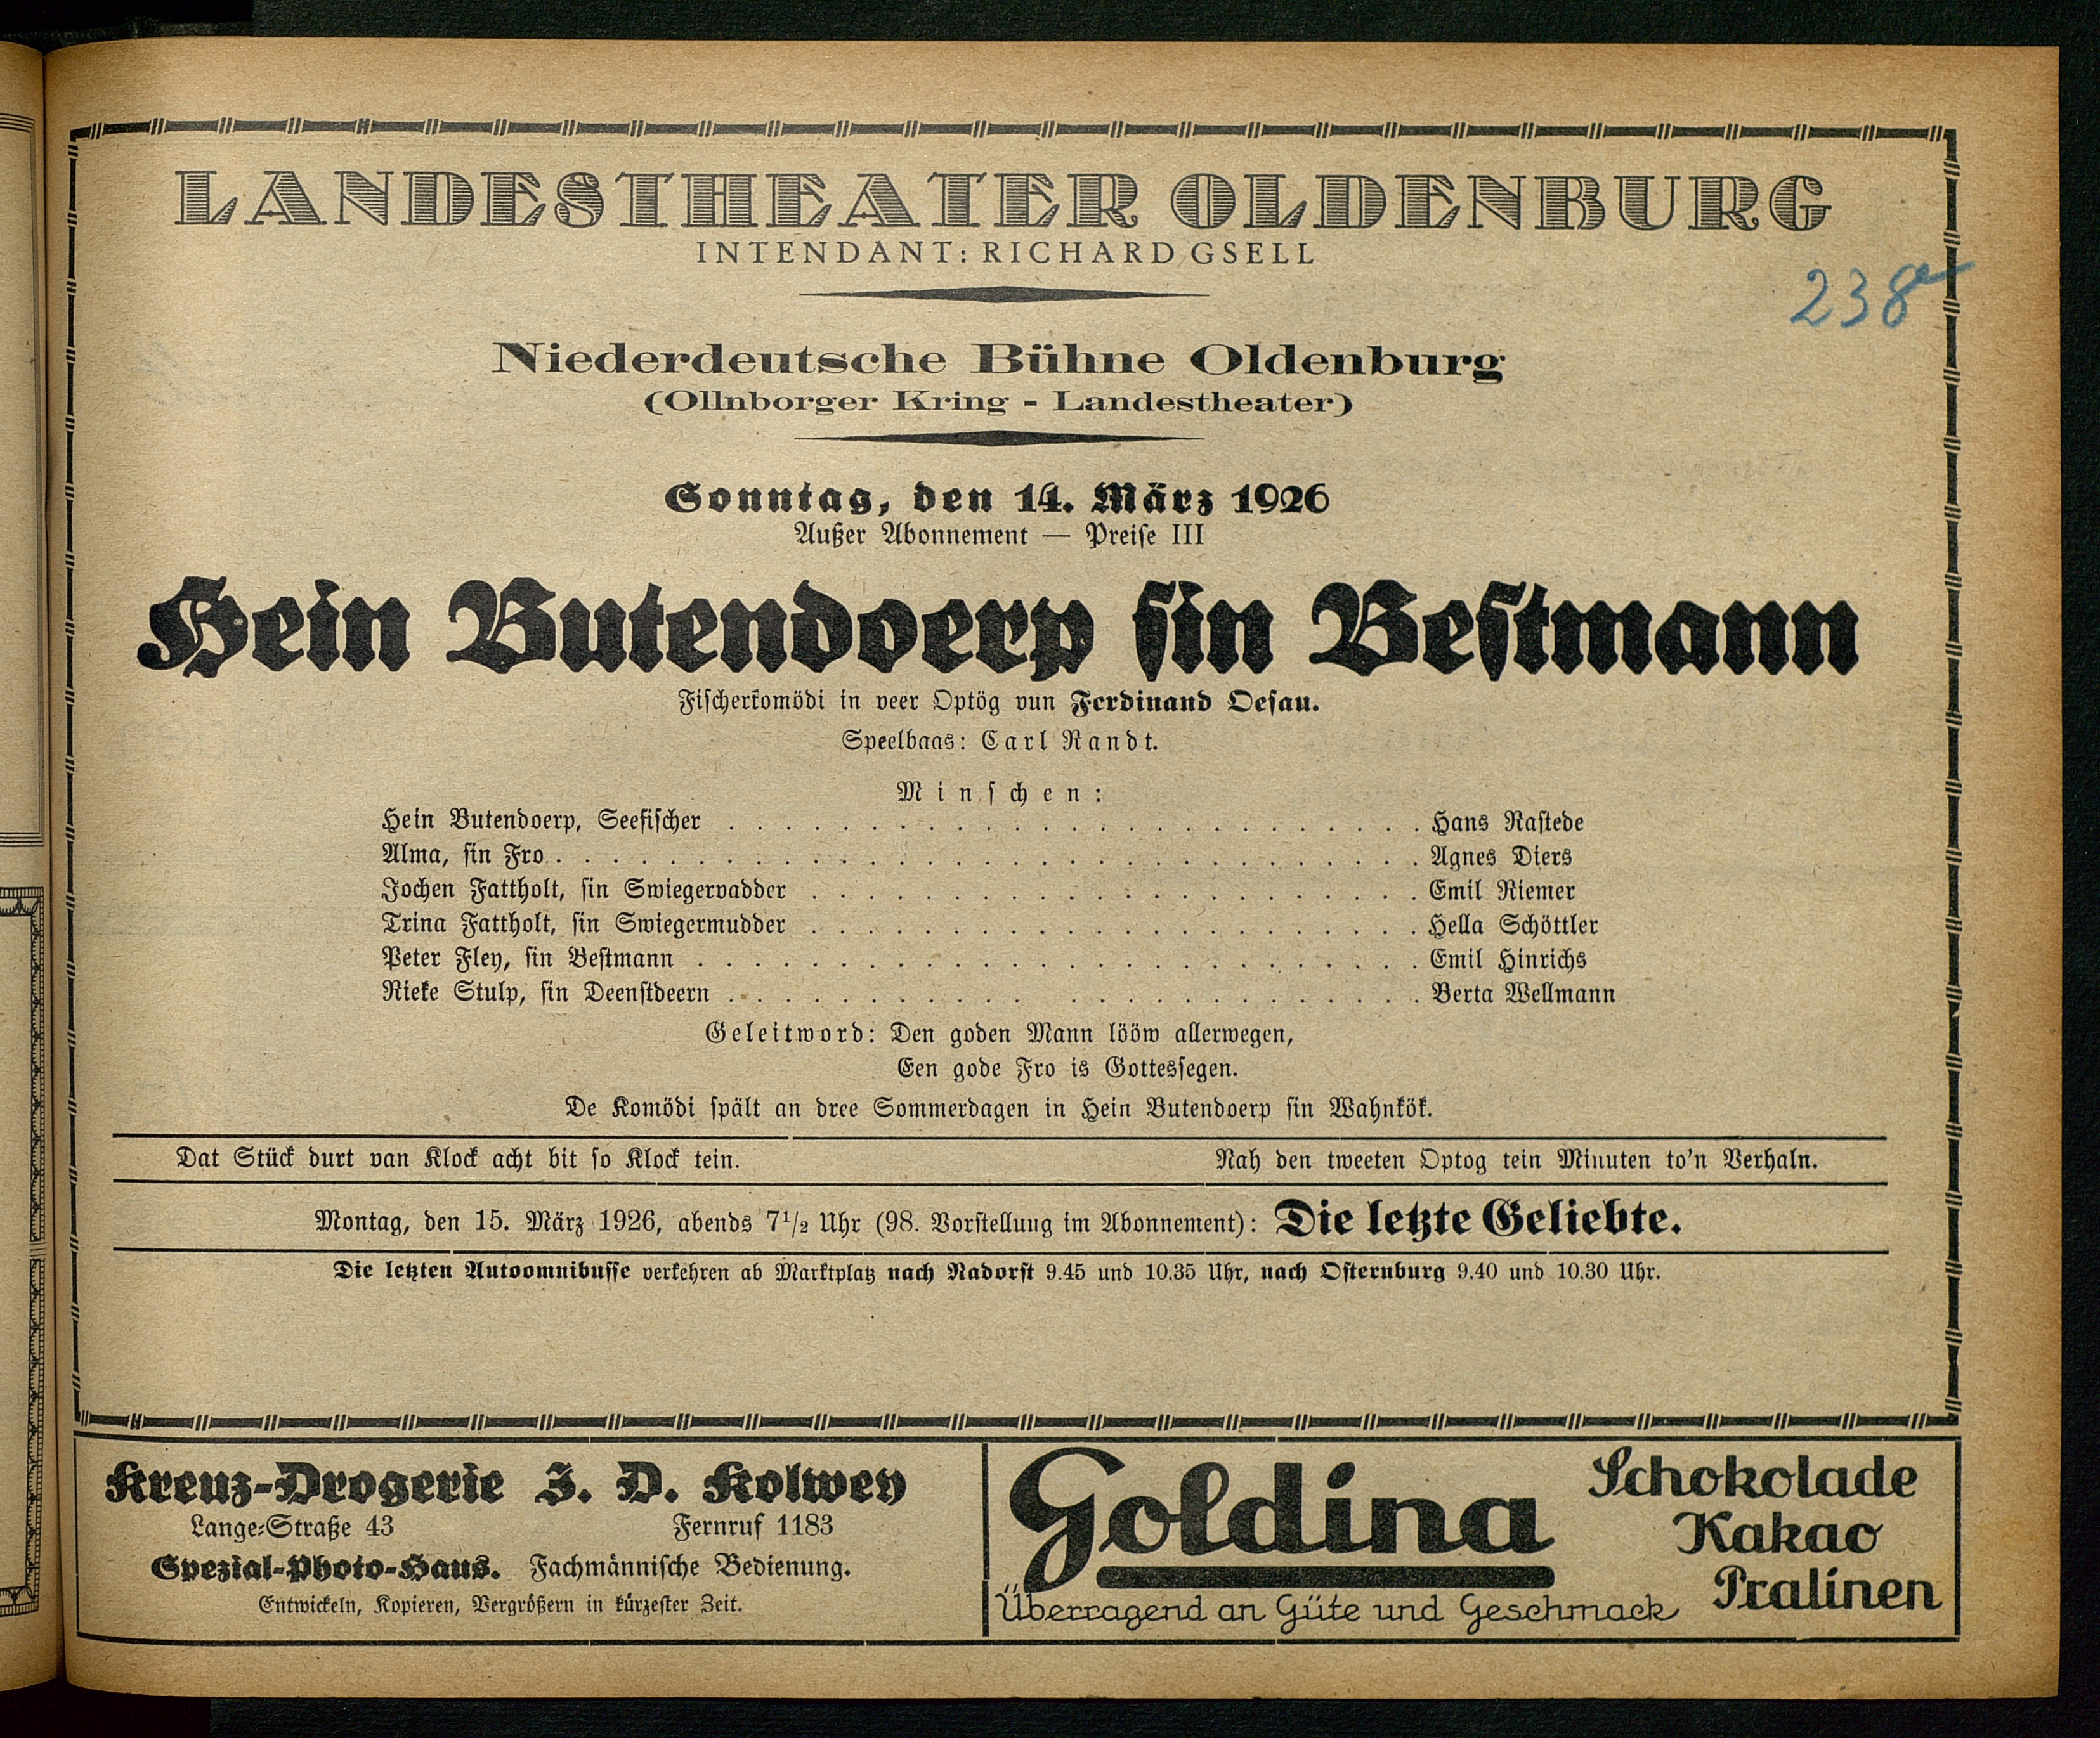 LANDESTHEATER OLDENBURG
INTENDANT: RICHARD GSELL
238a
Niederdeutsche Bühne Oldenburg
(Ollnborger Kring - Landestheater)
Sonntag, den 14. März 1926
Außer Abonnement — Preise III
Hein Butendoerp sin Bestmann
Fischerkomödi in veer Optög vun Ferdinand Oesau.
Speelbaas: Carl Randt.
Minschen:
Hein Butendoerp, Seefischer . . . . . . . . . . Hans Rastede
Alma, sin Fro . . . . . . . . . . Agnes Diers
Jochen Fattholt, sin Swiegervadder . . . . . . . . . . Emil Riemer
Trina Fattholt, sin Swiegermudder . . . . . . . . . . Hella Schöttler
Peter Fley, sin Bestmann . . . . . . . . . . Emil Hinrichs
Rieke Stulp, sin Deenstdeern . . . . . . . . . . Berta Wellmann
Geleitword: Den goden Mann lööw allerwegen,
Een gode Fro is Gottessegen.
De Komödi spält an dree Sommerdagen in Hein Butendoerp sin Wahnkök.
Dat Stück durt van Klock acht bit so Klock tein. Nah den tweeten Optog tein Minuten to'n Verhaln.
Montag, den 15. März 1926, abends 7½ Uhr (98. Vorstellung im Abonnement): Die letzte Geliebte.
Die letzten Autoomnibusse verkehren ab Marktplatz nach Nadorst 9.45 und 10.35 Uhr, nach Osternburg 9.40 und 10.30 Uhr.
Kreuz-Drogerie J. D. Kolwey
Lange-Straße 43 Fernruf 1183
Spezial-Photo-Haus. Fachmännische Bedienung.
Entwickeln, Kopieren, Vergrößern in kürzester Zeit.
Goldina
Überragend an Güte und Geschmack
Schokolade
Kakao
Pralinen